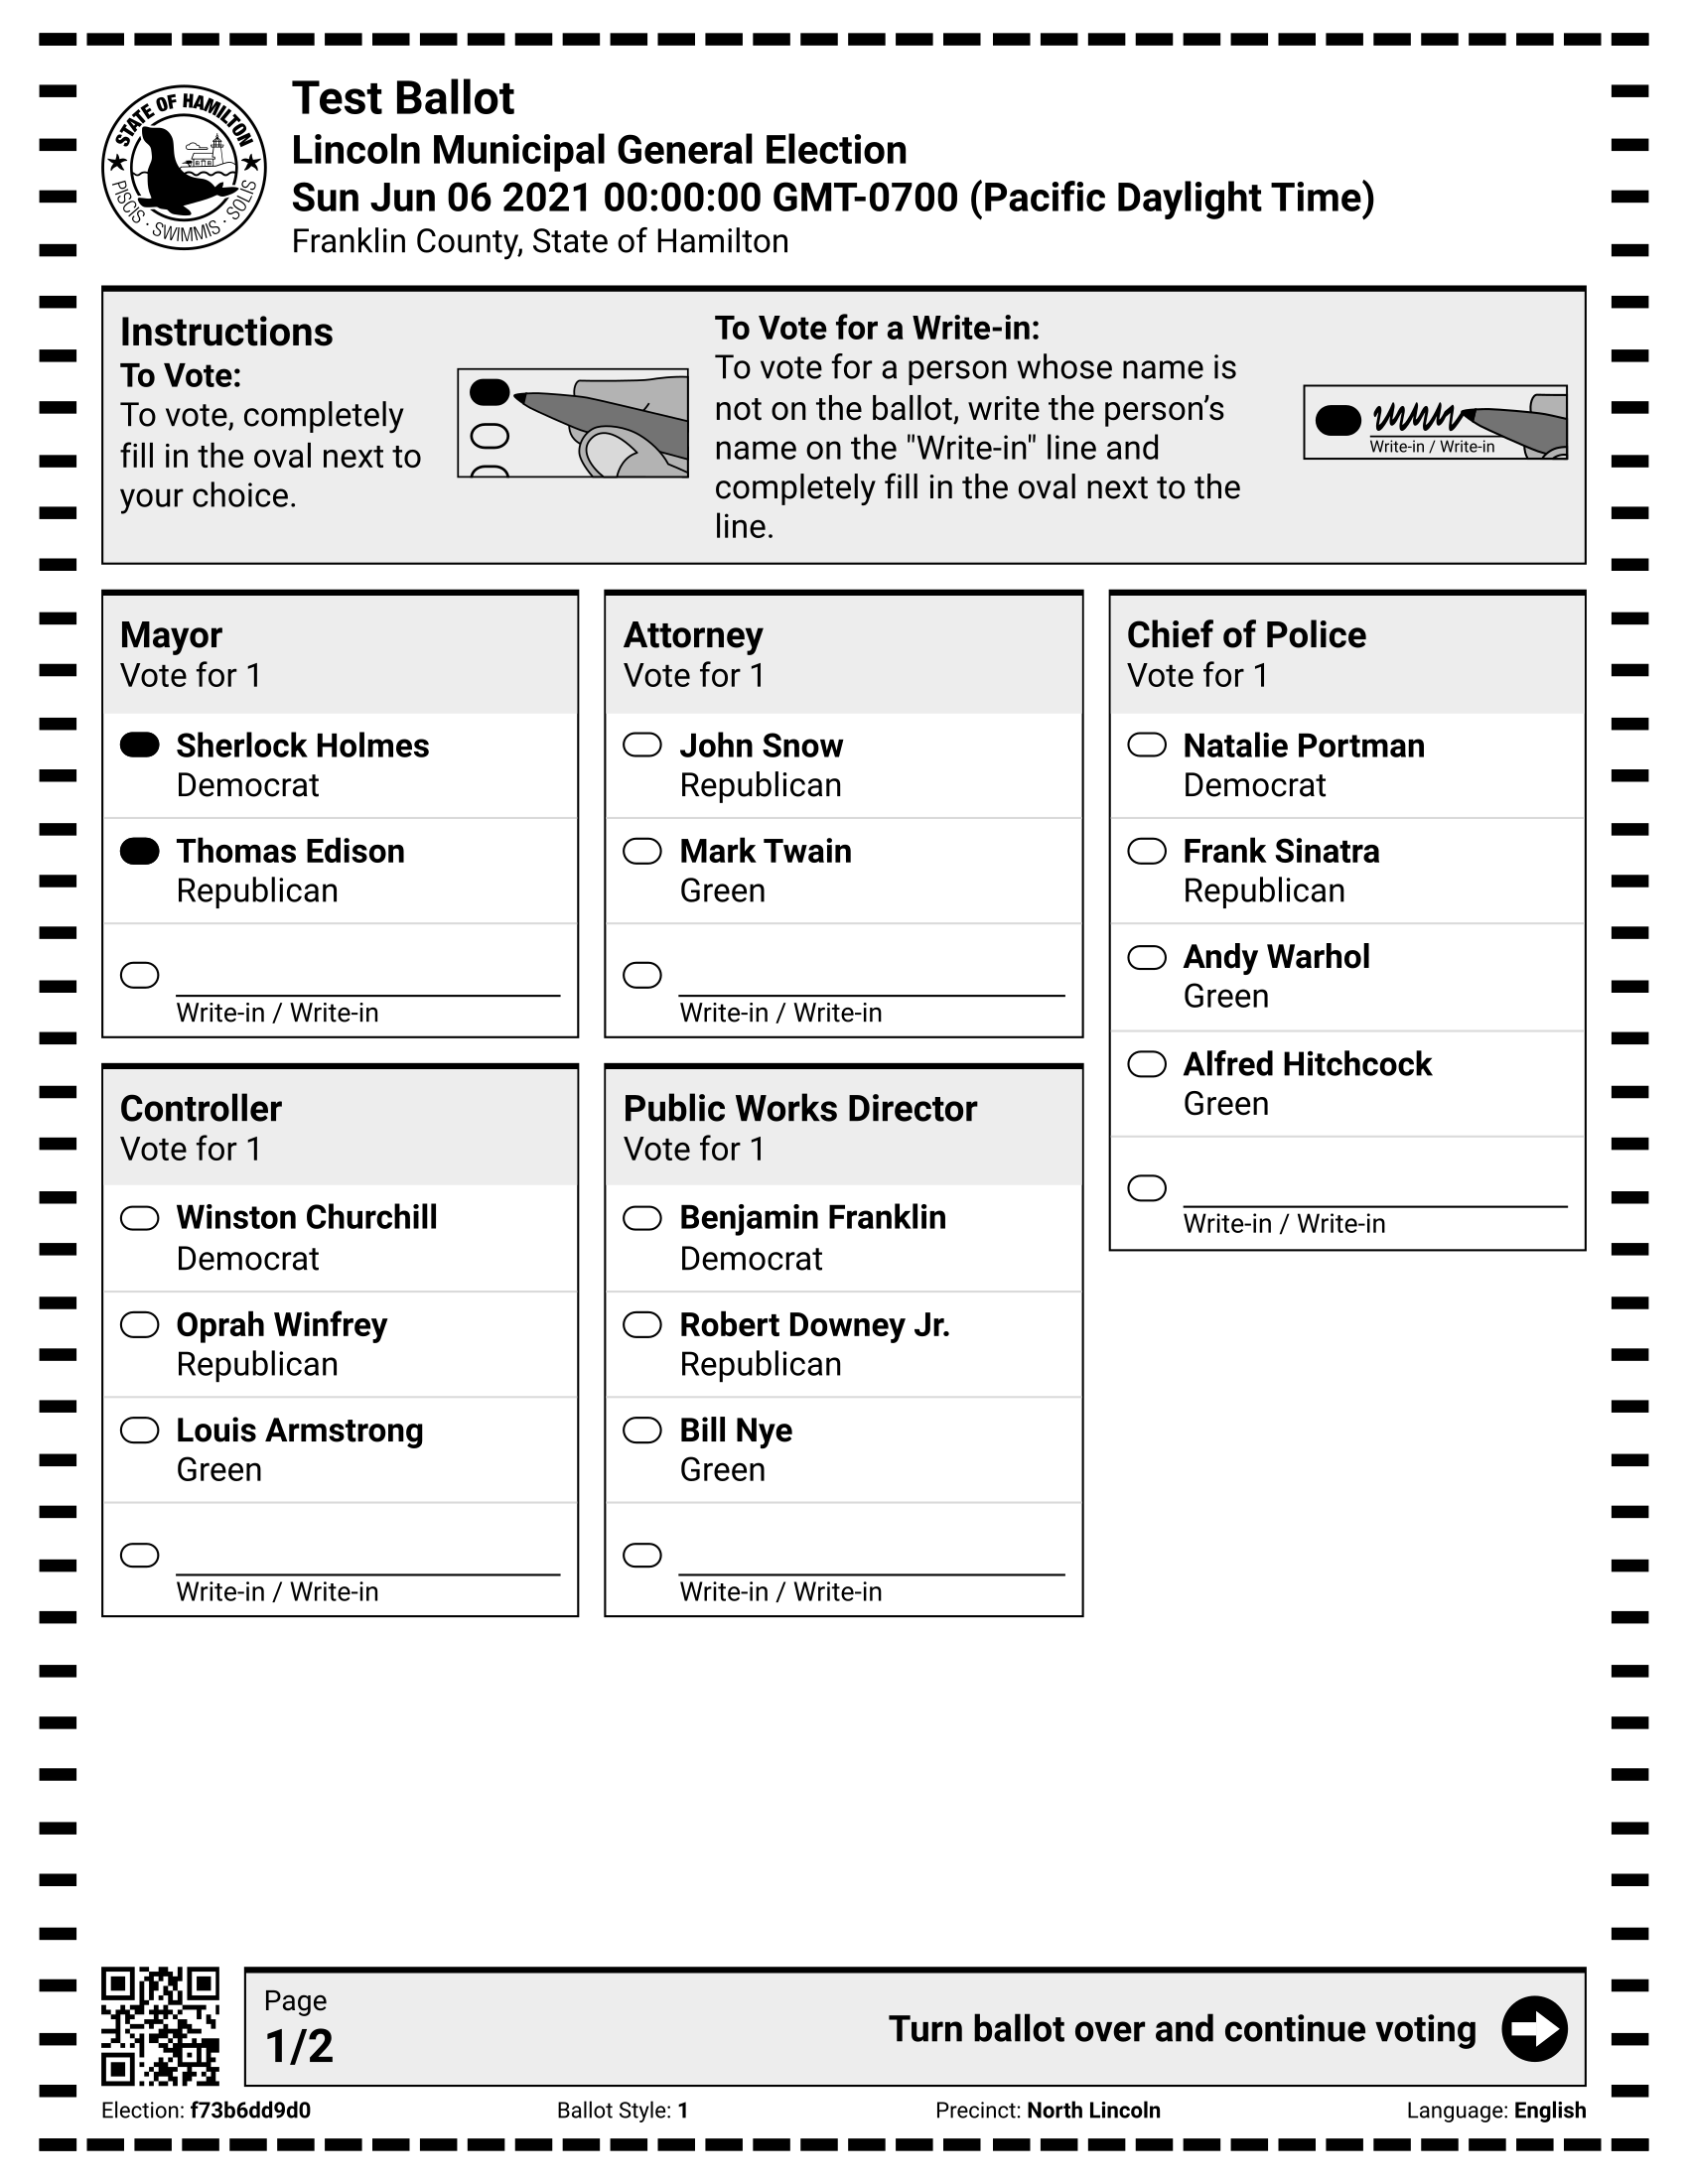 STATE OF HAMILTON
PISCIS · SWIMMIS · SOLIS
Test Ballot
Lincoln Municipal General Election
Sun Jun 06 2021 00:00:00 GMT-0700 (Pacific Daylight Time)
Franklin County, State of Hamilton
Instructions
To Vote:
To vote, completely
fill in the oval next to
your choice.
To Vote for a Write-in:
To vote for a person whose name is
not on the ballot, write the person’s
name on the "Write-in" line and
completely fill in the oval next to the
line.
Write-in / Write-in
Mayor
Vote for 1
Sherlock Holmes
Democrat
Thomas Edison
Republican
Write-in / Write-in
Controller
Vote for 1
Winston Churchill
Democrat
Oprah Winfrey
Republican
Louis Armstrong
Green
Write-in / Write-in
Attorney
Vote for 1
John Snow
Republican
Mark Twain
Green
Write-in / Write-in
Public Works Director
Vote for 1
Benjamin Franklin
Democrat
Robert Downey Jr.
Republican
Bill Nye
Green
Write-in / Write-in
Chief of Police
Vote for 1
Natalie Portman
Democrat
Frank Sinatra
Republican
Andy Warhol
Green
Alfred Hitchcock
Green
Write-in / Write-in
Page
1/2
Turn ballot over and continue voting
Election: f73b6dd9d0
Ballot Style: 1
Precinct: North Lincoln
Language: English